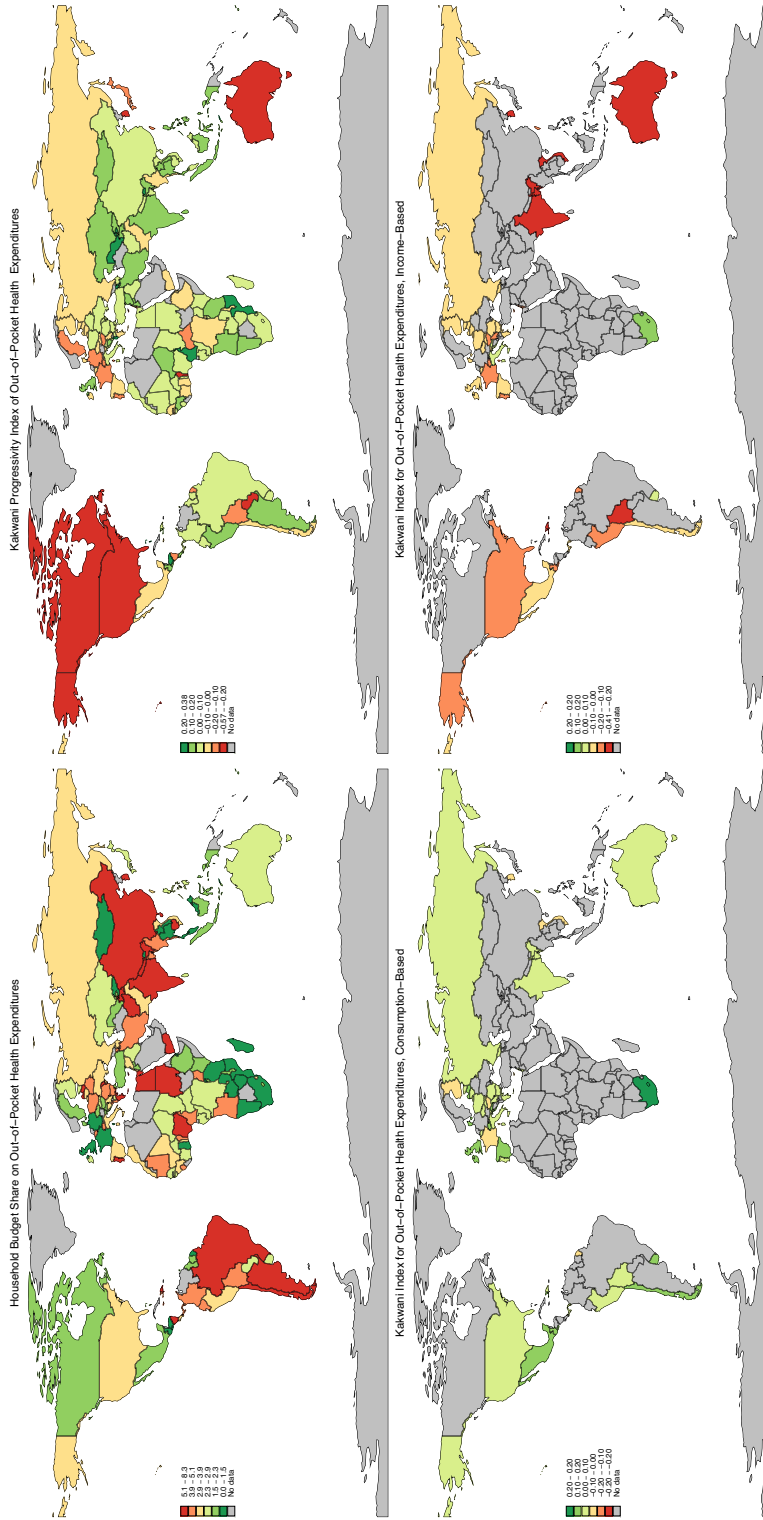 Household Budget Share on Out−of−Pocket Health Expenditures
5.1 − 8.3
3.9 − 5.1
2.9 − 3.9
2.3 − 2.9
1.5 − 2.3
0.0 − 1.5
No data
Kakwani Progressivity Index of Out−of−Pocket Health Expenditures
0.20 − 0.38
0.10 − 0.20
0.00 − 0.10
−0.10 − −0.00
−0.20 − −0.10
−0.57 − −0.20
No data
Kakwani Index for Out−of−Pocket Health Expenditures, Consumption−Based
0.20 − 0.20
0.10 − 0.20
0.00 − 0.10
−0.10 − −0.00
−0.20 − −0.10
−0.20 − −0.20
No data
Kakwani Index for Out−of−Pocket Health Expenditures, Income−Based
0.20 − 0.20
0.10 − 0.20
0.00 − 0.10
−0.10 − −0.00
−0.20 − −0.10
−0.41 − −0.20
No data